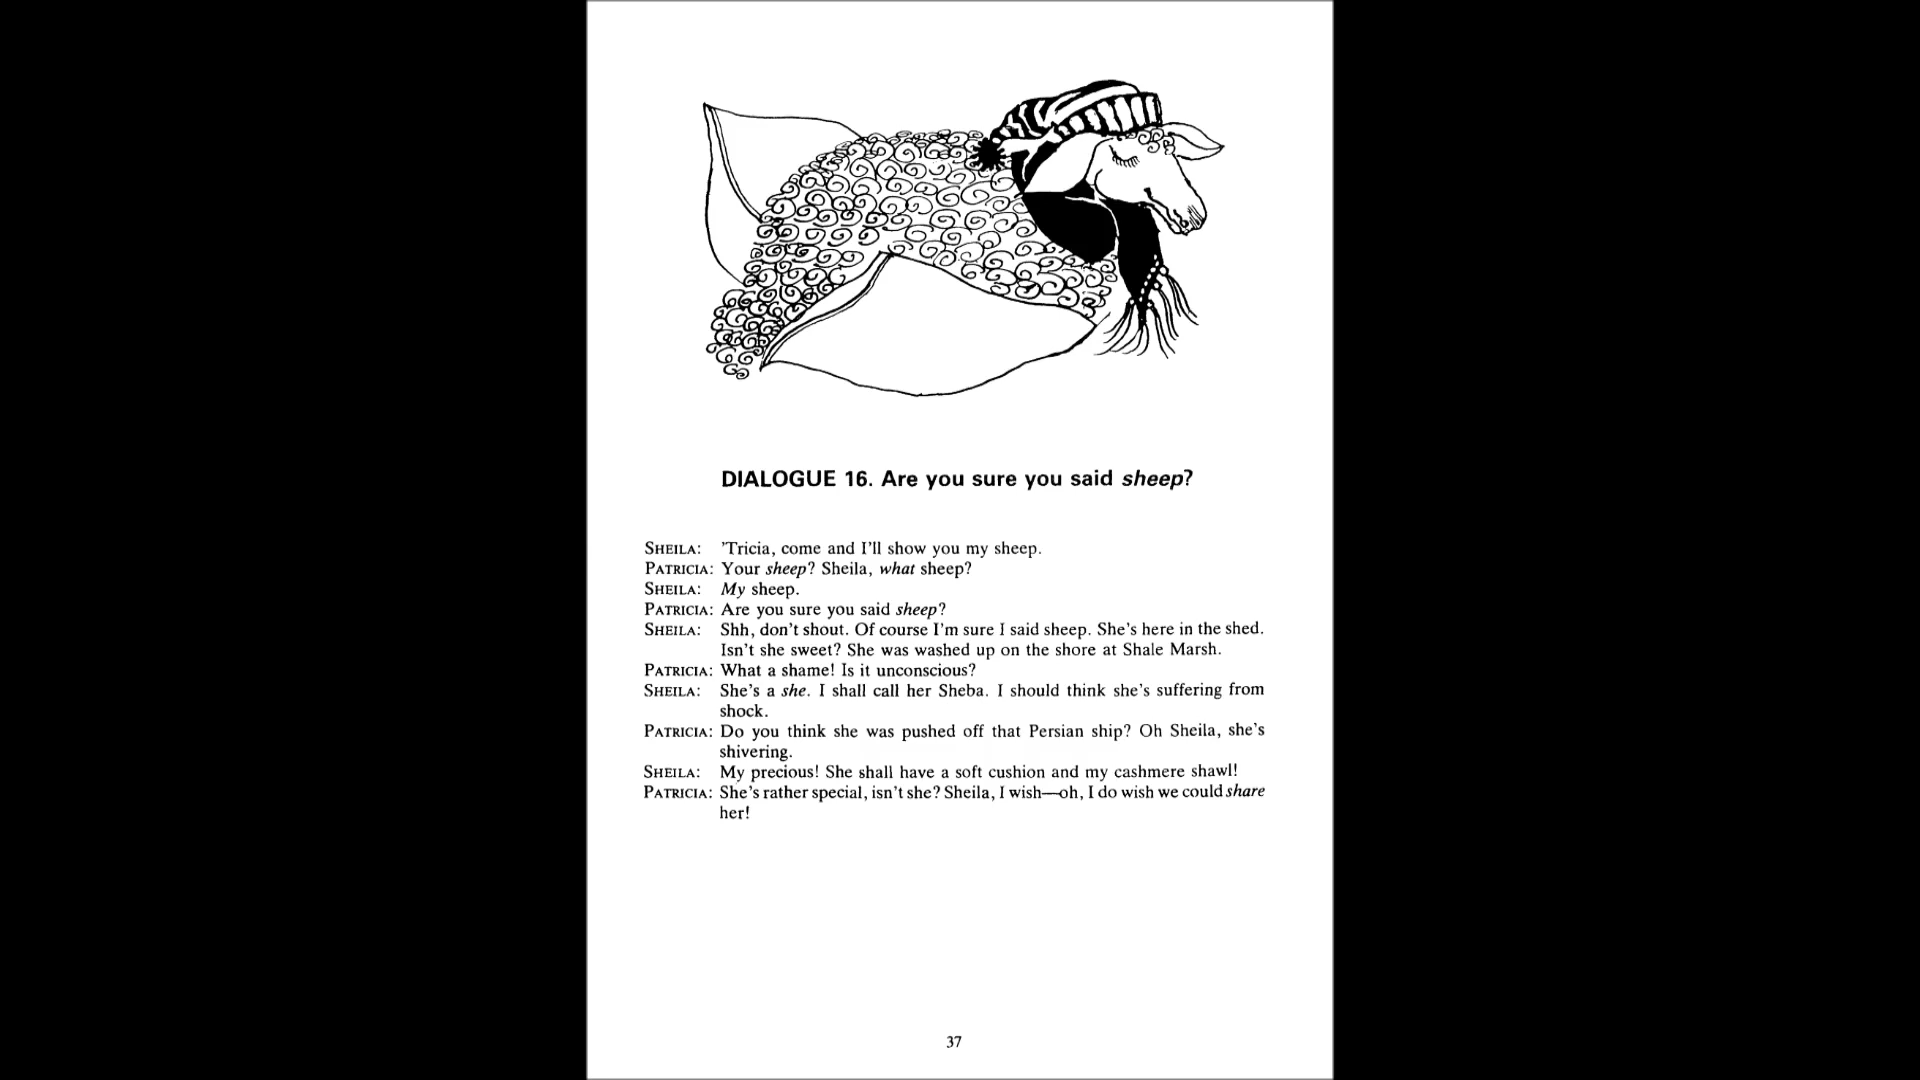 DIALOGUE 16. Are you sure you said sheep?
SHEILA: ’Tricia, come and I’ll show you my sheep.
PATRICIA: Your sheep? Sheila, what sheep?
SHEILA: My sheep.
PATRICIA: Are you sure you said sheep?
SHEILA: Shh, don’t shout. Of course I’m sure I said sheep. She’s here in the shed.
Isn’t she sweet? She was washed up on the shore at Shale Marsh.
PATRICIA: What a shame! Is it unconscious?
SHEILA: She’s a she. I shall call her Sheba. I should think she’s suffering from
shock.
PATRICIA: Do you think she was pushed off that Persian ship? Oh Sheila, she’s
shivering.
SHEILA: My precious! She shall have a soft cushion and my cashmere shawl!
PATRICIA: She’s rather special, isn’t she? Sheila, I wish—oh, I do wish we could share
her!
37